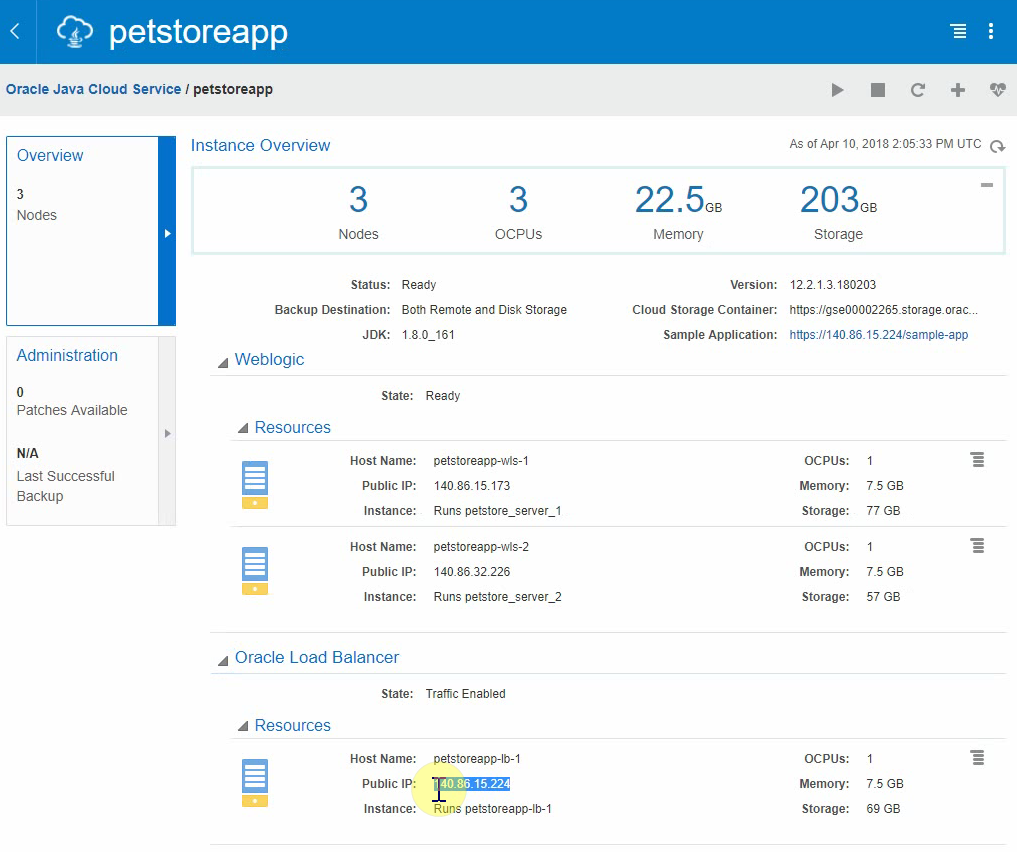 petstoreapp
Oracle Java Cloud Service / petstoreapp
Overview
3
Nodes
Administration
0
Patches Available
N/A
Last Successful
Backup
Instance Overview
As of Apr 10, 2018 2:05:33 PM UTC
3 3 22.5GB 203GB
Nodes OCPUs Memory Storage
Status: Ready Version: 12.2.1.3.180203
Backup Destination: Both Remote and Disk Storage Cloud Storage Container: https://gse00002265.storage.orac...
JDK: 1.8.0_161 Sample Application: https://140.86.15.224/sample-app
Weblogic
State: Ready
Resources
Host Name: petstoreapp-wls-1 OCPUs: 1
Public IP: 140.86.15.173 Memory: 7.5 GB
Instance: Runs petstore_server_1 Storage: 77 GB
Host Name: petstoreapp-wls-2 OCPUs: 1
Public IP: 140.86.32.226 Memory: 7.5 GB
Instance: Runs petstore_server_2 Storage: 57 GB
Oracle Load Balancer
State: Traffic Enabled
Resources
Host Name: petstoreapp-lb-1 OCPUs: 1
Public IP: 140.86.15.224 Memory: 7.5 GB
Instance: Runs petstoreapp-lb-1 Storage: 69 GB